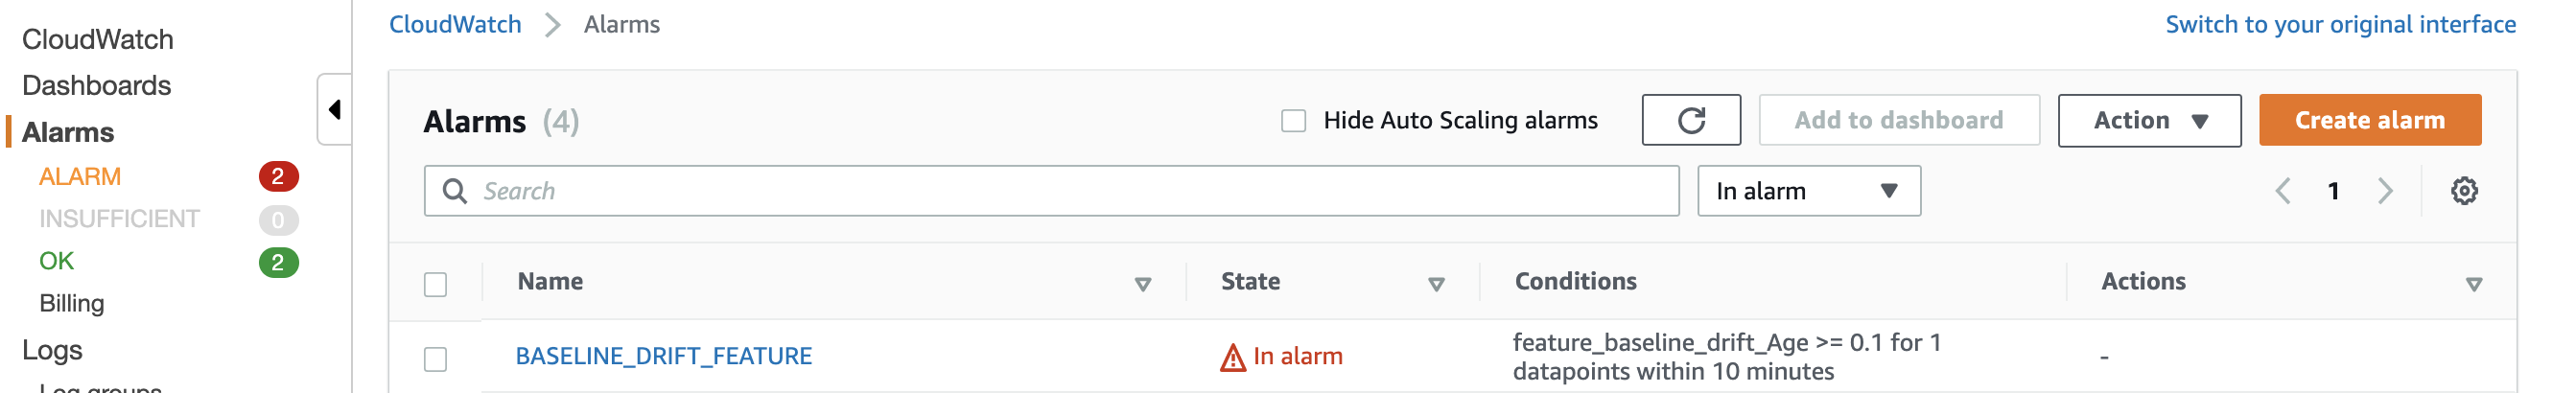 CloudWatch
Dashboards
Alarms
ALARM 2
INSUFFICIENT 0
OK 2
Billing
Logs
Log groups
CloudWatch > Alarms
Switch to your original interface
Alarms (4)
Hide Auto Scaling alarms
Add to dashboard
Action
Create alarm
Search
In alarm
1
Name State Conditions Actions
BASELINE_DRIFT_FEATURE
In alarm
feature_baseline_drift_Age >= 0.1 for 1
datapoints within 10 minutes
-